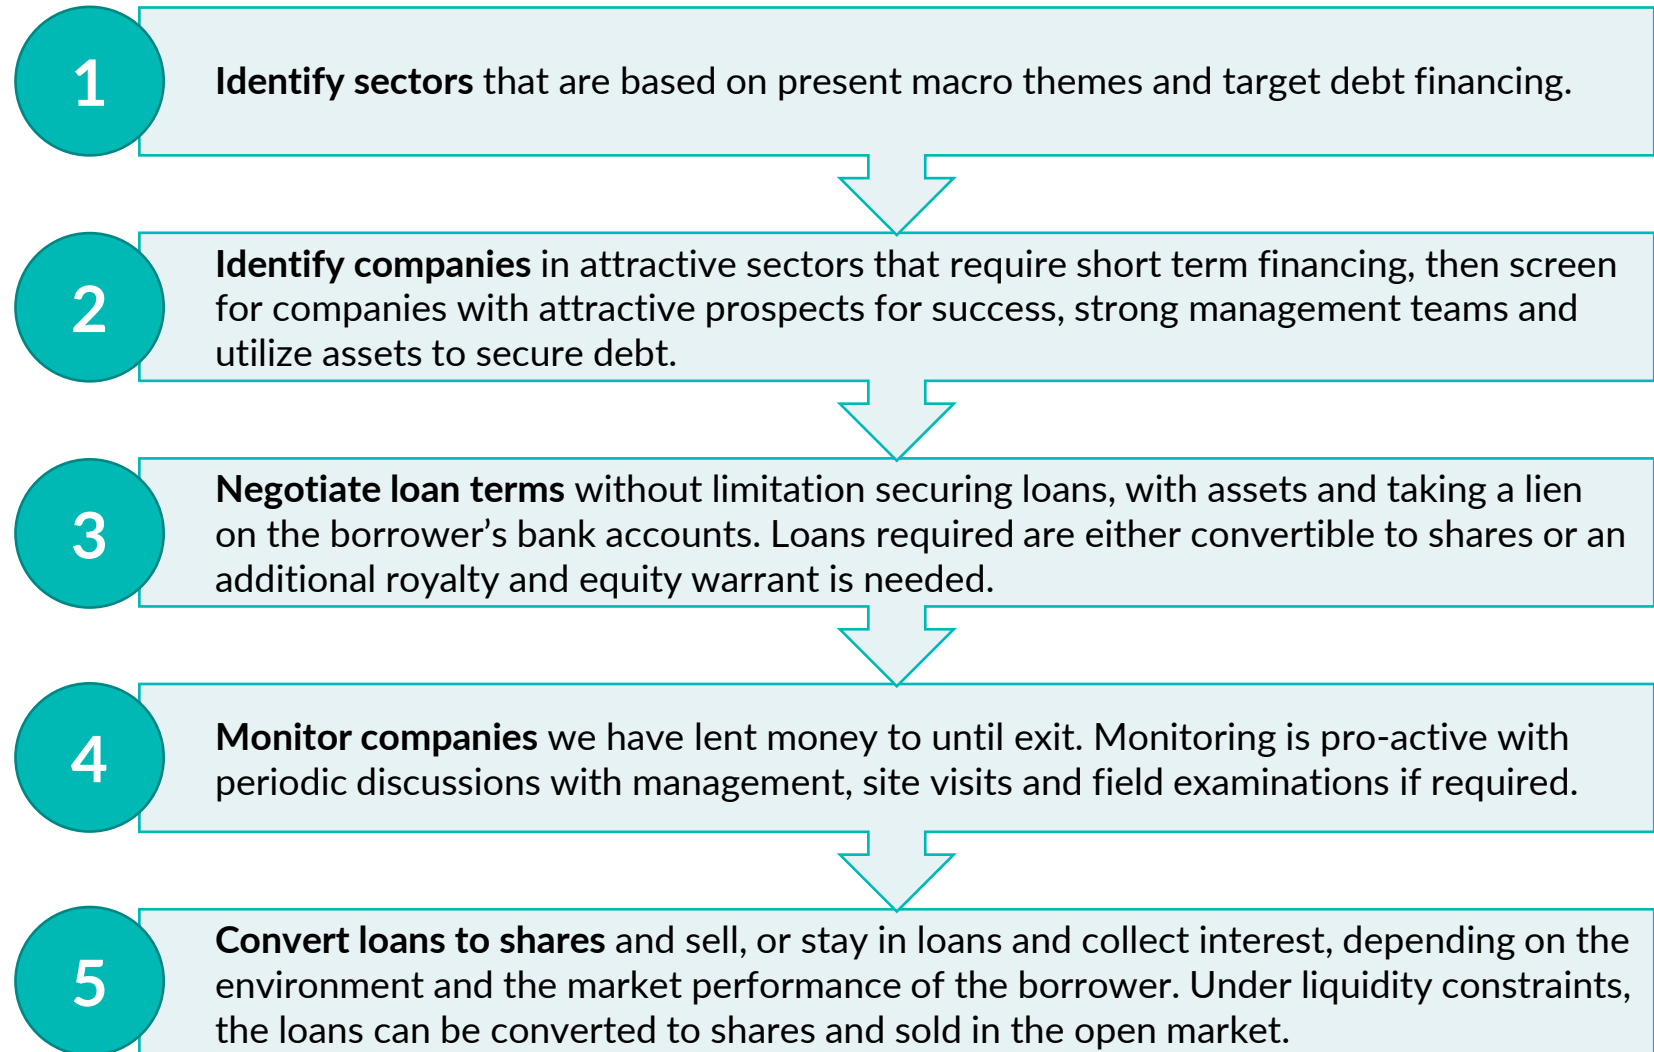 1
Identify sectors that are based on present macro themes and target debt financing.
2
Identify companies in attractive sectors that require short term financing, then screen
for companies with attractive prospects for success, strong management teams and
utilize assets to secure debt.
3
Negotiate loan terms without limitation securing loans, with assets and taking a lien
on the borrower’s bank accounts. Loans required are either convertible to shares or an
additional royalty and equity warrant is needed.
4
Monitor companies we have lent money to until exit. Monitoring is pro-active with
periodic discussions with management, site visits and field examinations if required.
5
Convert loans to shares and sell, or stay in loans and collect interest, depending on the
environment and the market performance of the borrower. Under liquidity constraints,
the loans can be converted to shares and sold in the open market.